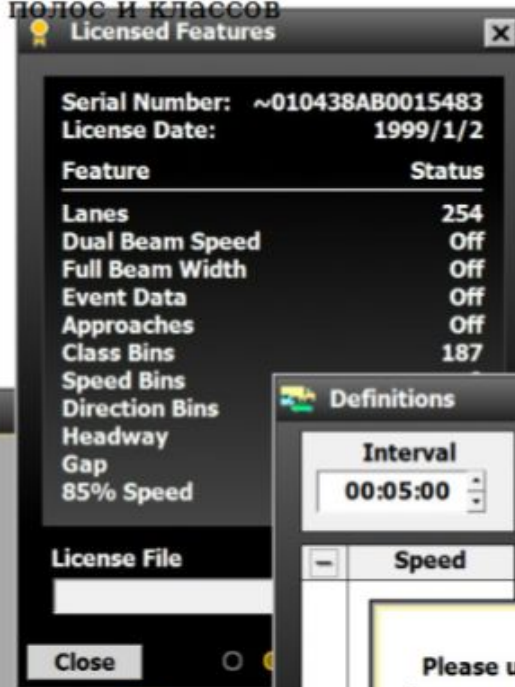 полос и классов
Licensed Features
Serial Number: ~010438AB0015483
License Date: 1999/1/2
Feature Status
Lanes 254
Dual Beam Speed Off
Full Beam Width Off
Event Data Off
Approaches Off
Class Bins 187
Speed Bins
Direction Bins
Headway
Gap
85% Speed
License File
Close
Definitions
Interval
00:05:00
Speed
Please